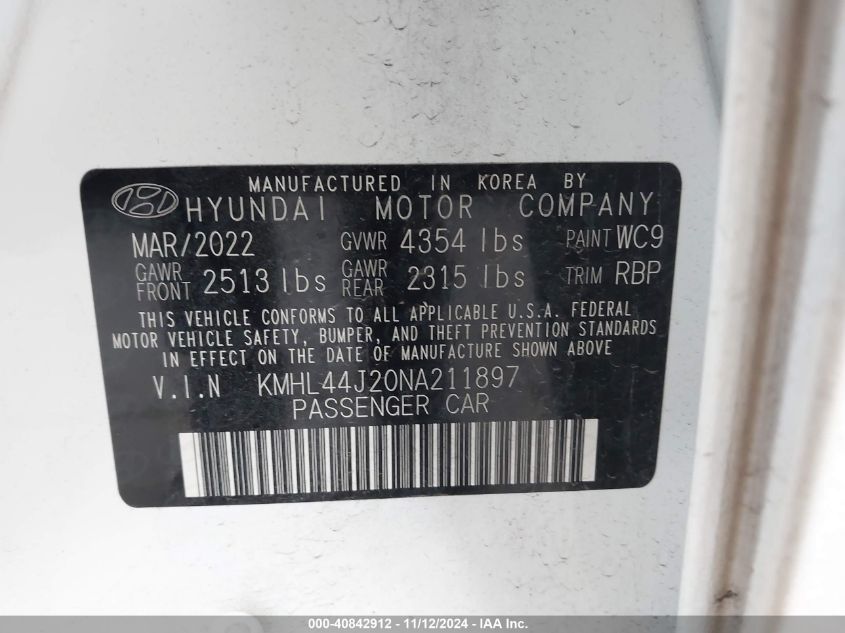 MANUFACTURED IN KOREA BY
HYUNDAI MOTOR COMPANY
MAR/2022 GVWR 4354 lbs PAINT WC9
GAWR FRONT 2513 lbs GAWR REAR 2315 lbs TRIM RBP
THIS VEHICLE CONFORMS TO ALL APPLICABLE U.S.A. FEDERAL
MOTOR VEHICLE SAFETY, BUMPER, AND THEFT PREVENTION STANDARDS
IN EFFECT ON THE DATE OF MANUFACTURE SHOWN ABOVE
V.I.N KMHL44J20NA211897
PASSENGER CAR
000-40842912 - 11/12/2024 - IAA Inc.